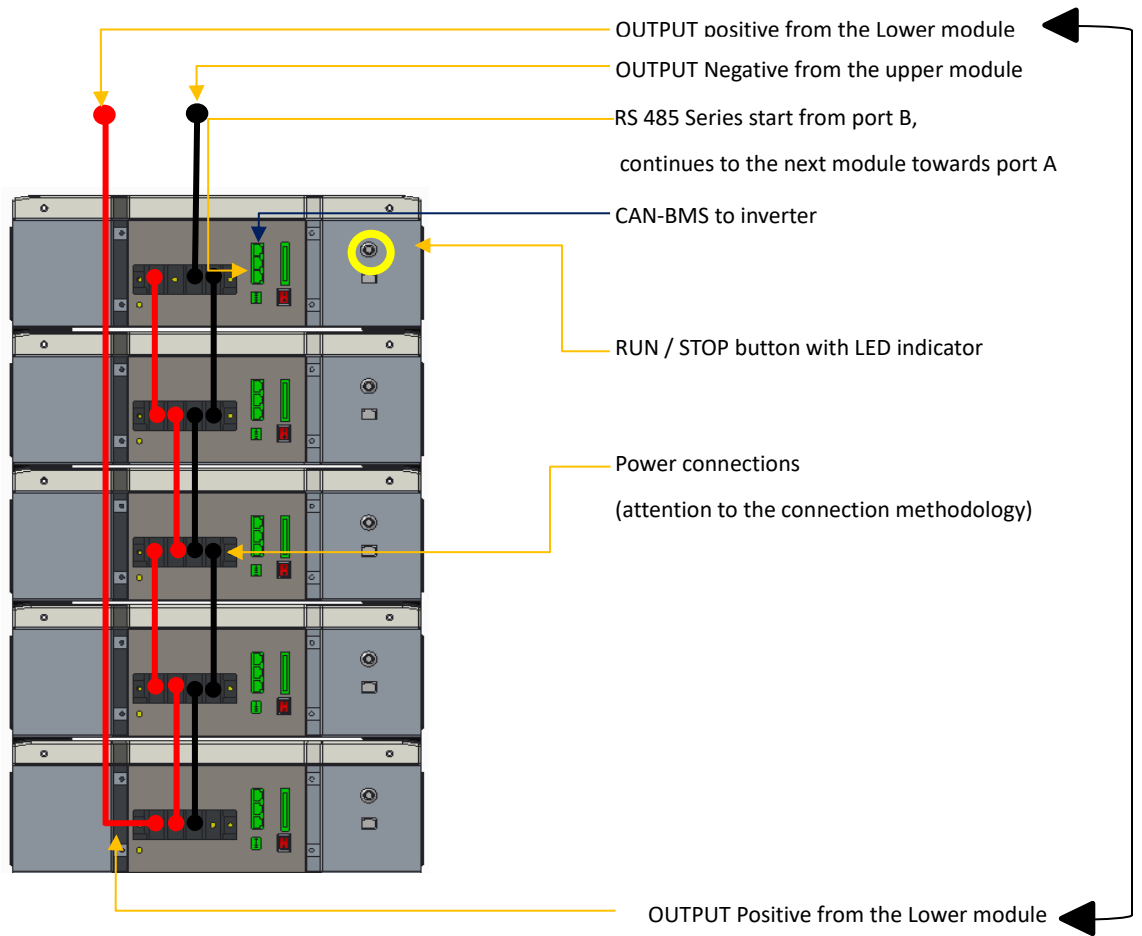 OUTPUT positive from the Lower module
OUTPUT Negative from the upper module
RS 485 Series start from port B,
continues to the next module towards port A
CAN-BMS to inverter
RUN / STOP button with LED indicator
Power connections
(attention to the connection methodology)
OUTPUT Positive from the Lower module